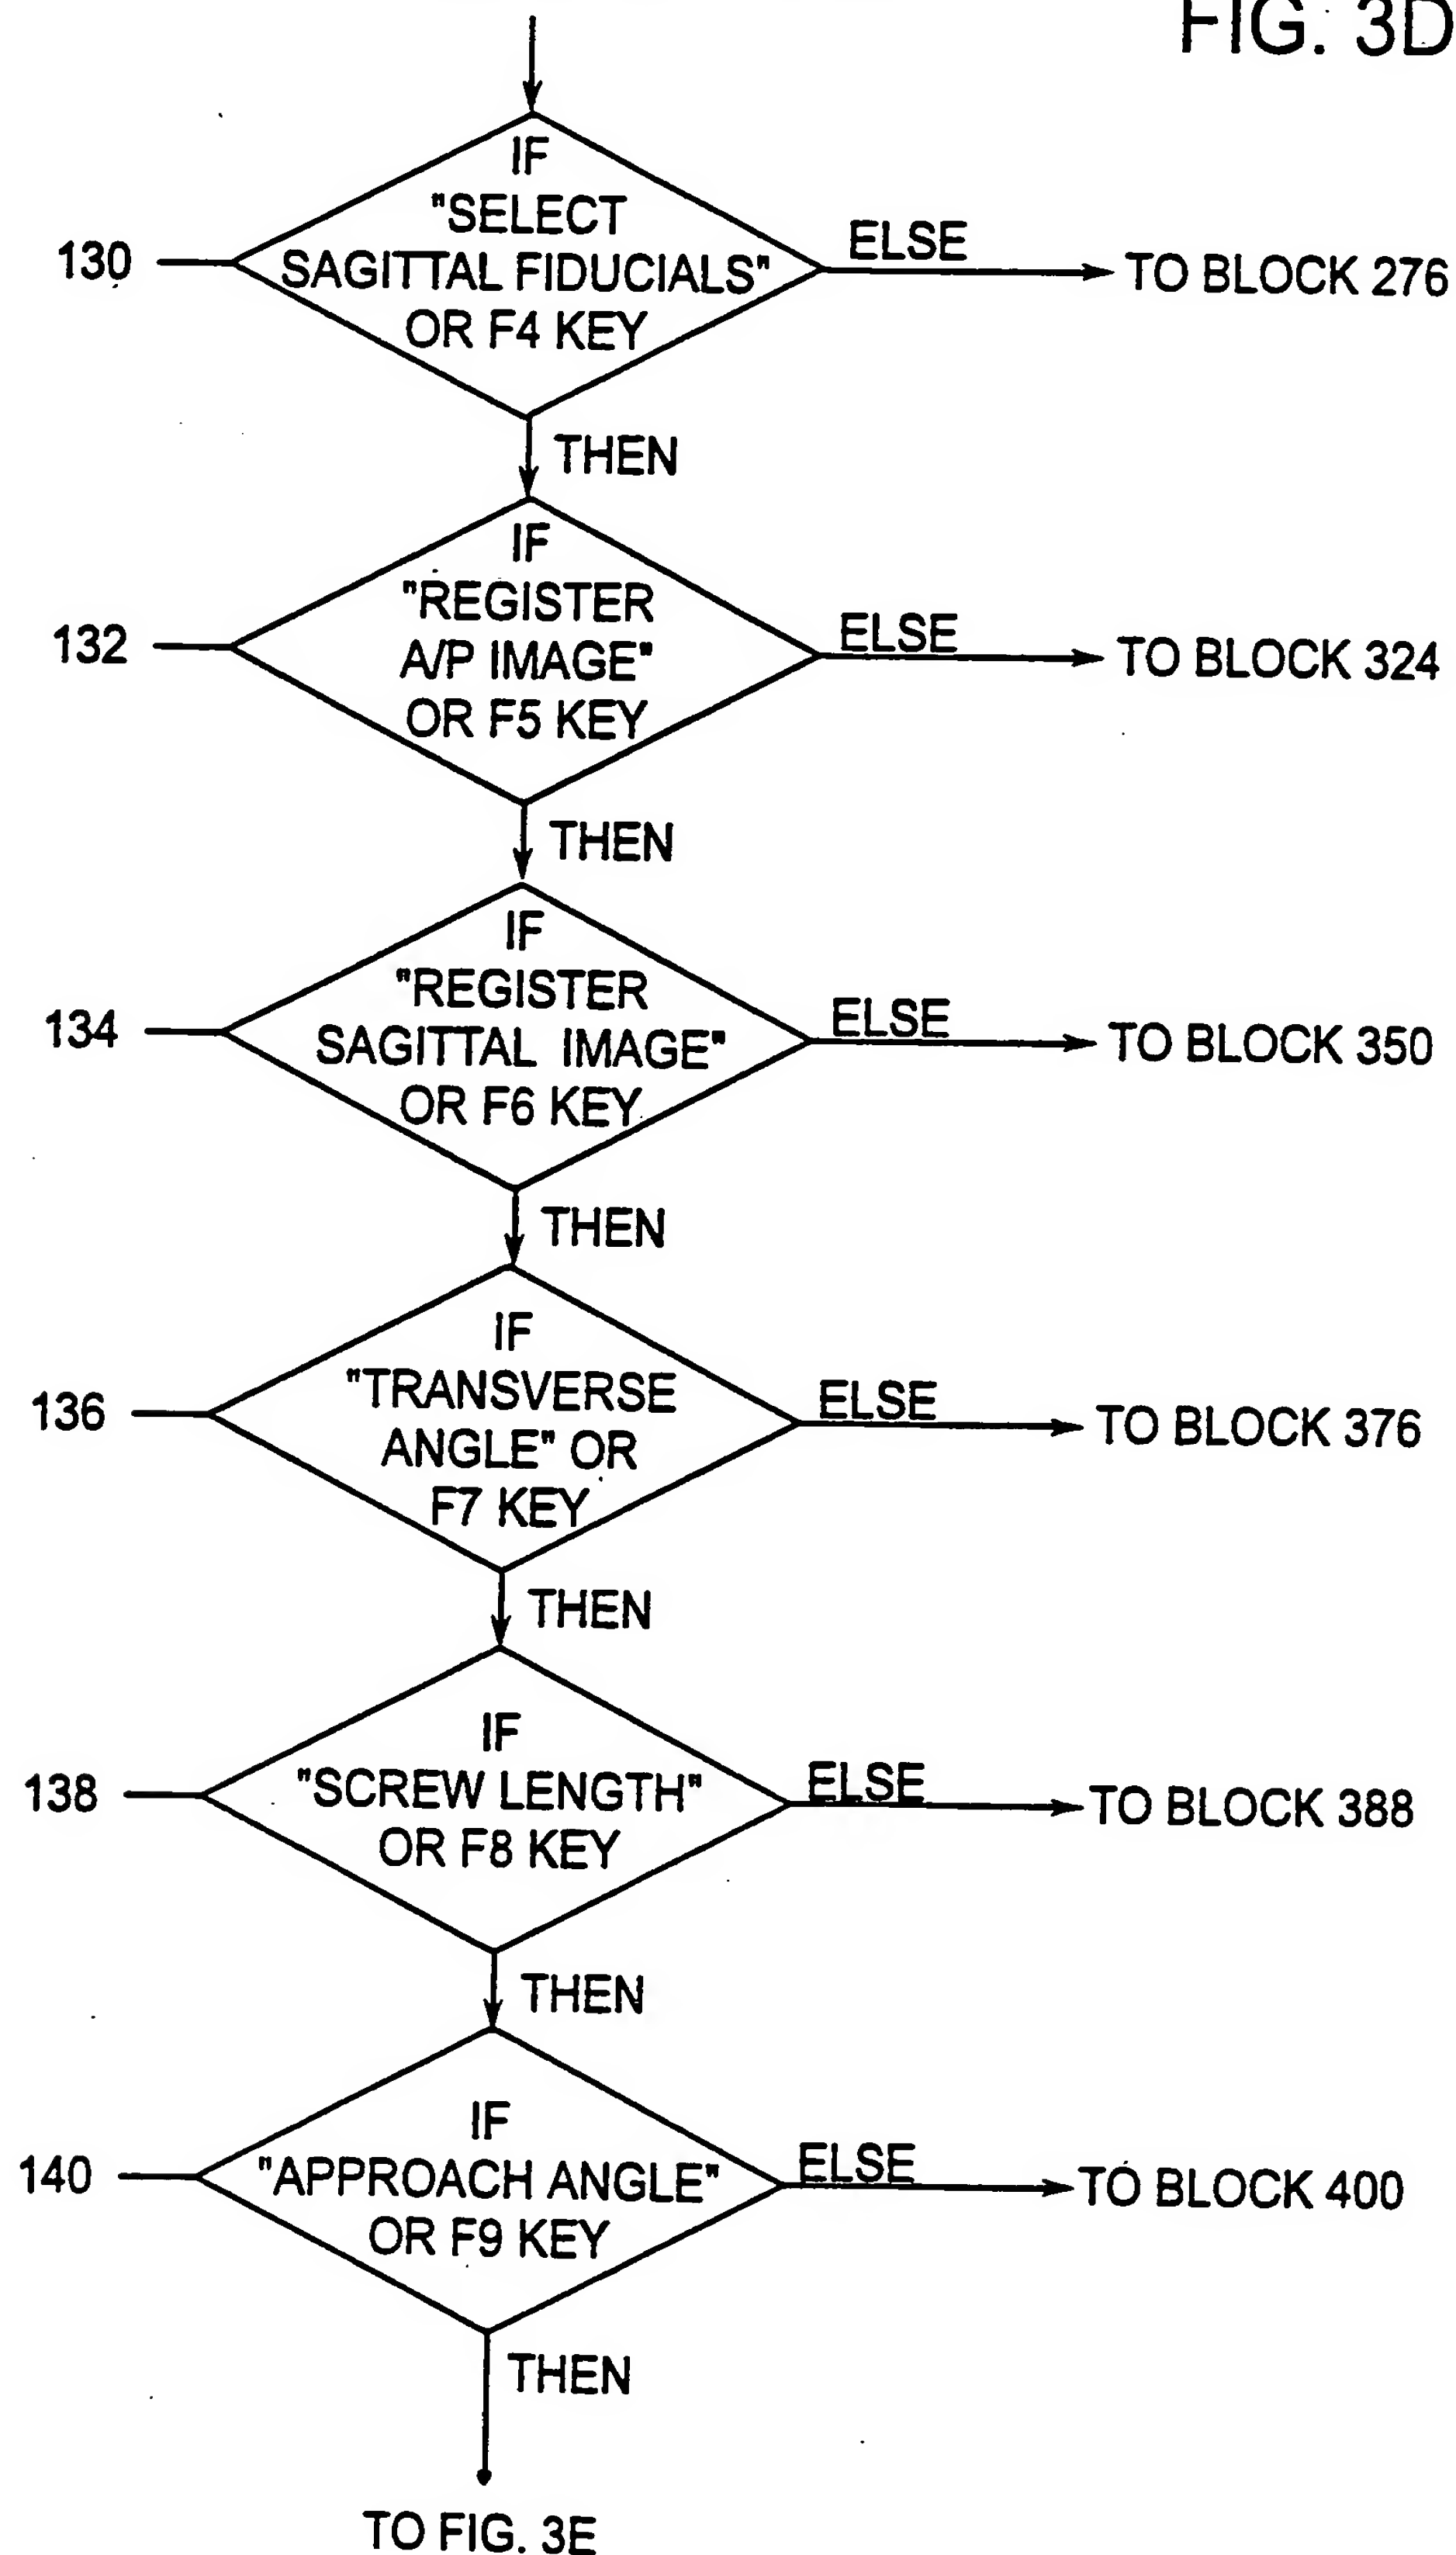 FIG. 3D
IF
"SELECT
SAGITTAL FIDUCIALS"
OR F4 KEY
130
ELSE
TO BLOCK 276
THEN
IF
"REGISTER
A/P IMAGE"
OR F5 KEY
132
ELSE
TO BLOCK 324
THEN
IF
"REGISTER
SAGITTAL IMAGE"
OR F6 KEY
134
ELSE
TO BLOCK 350
THEN
IF
"TRANSVERSE
ANGLE" OR
F7 KEY
136
ELSE
TO BLOCK 376
THEN
IF
"SCREW LENGTH"
OR F8 KEY
138
ELSE
TO BLOCK 388
THEN
IF
"APPROACH ANGLE"
OR F9 KEY
140
ELSE
TO BLOCK 400
THEN
TO FIG. 3E